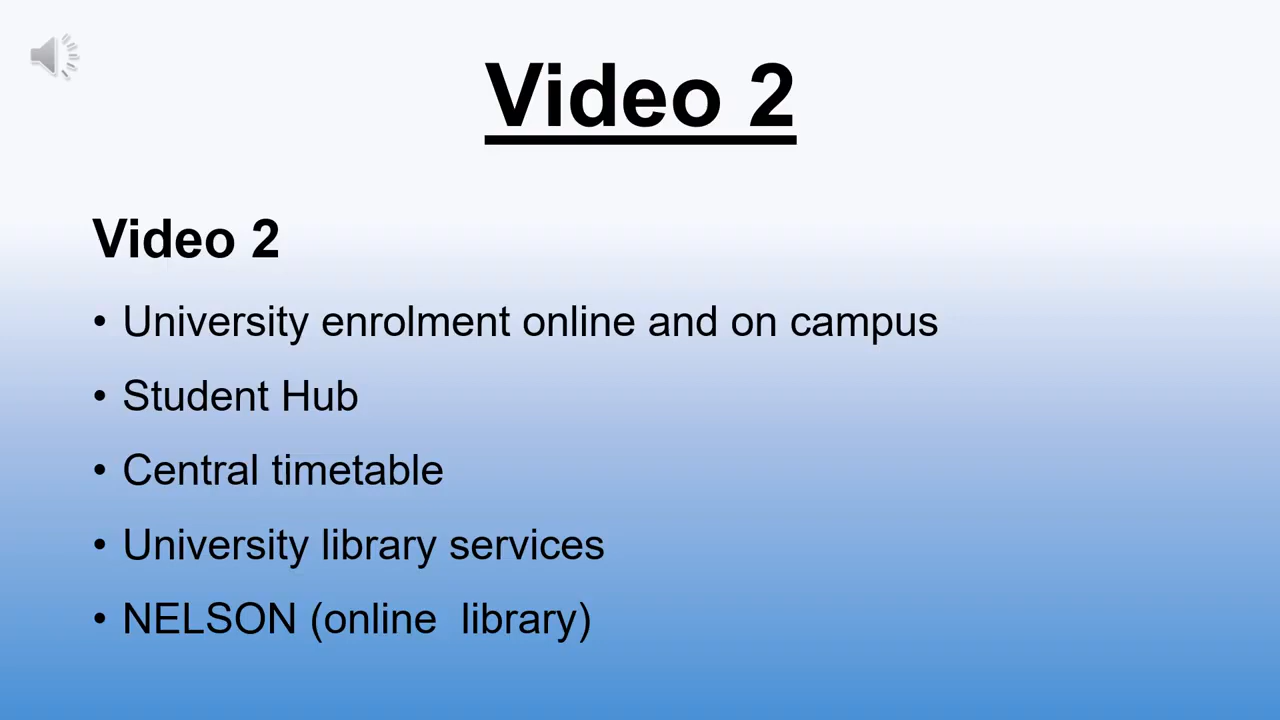 Video 2
Video 2
• University enrolment online and on campus
• Student Hub
• Central timetable
• University library services
• NELSON (online  library)